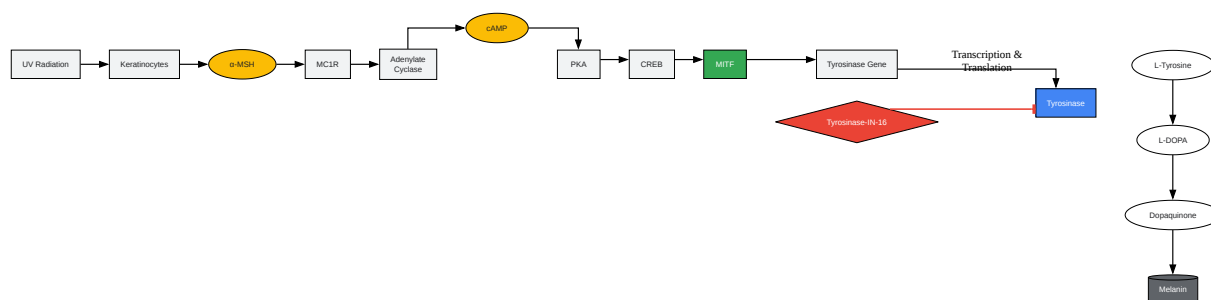 UV Radiation
Keratinocytes
α-MSH
MC1R
Adenylate
Cyclase
cAMP
PKA
CREB
MITF
Tyrosinase Gene
Transcription &
Translation
Tyrosinase
Tyrosinase-IN-16
L-Tyrosine
L-DOPA
Dopaquinone
Melanin